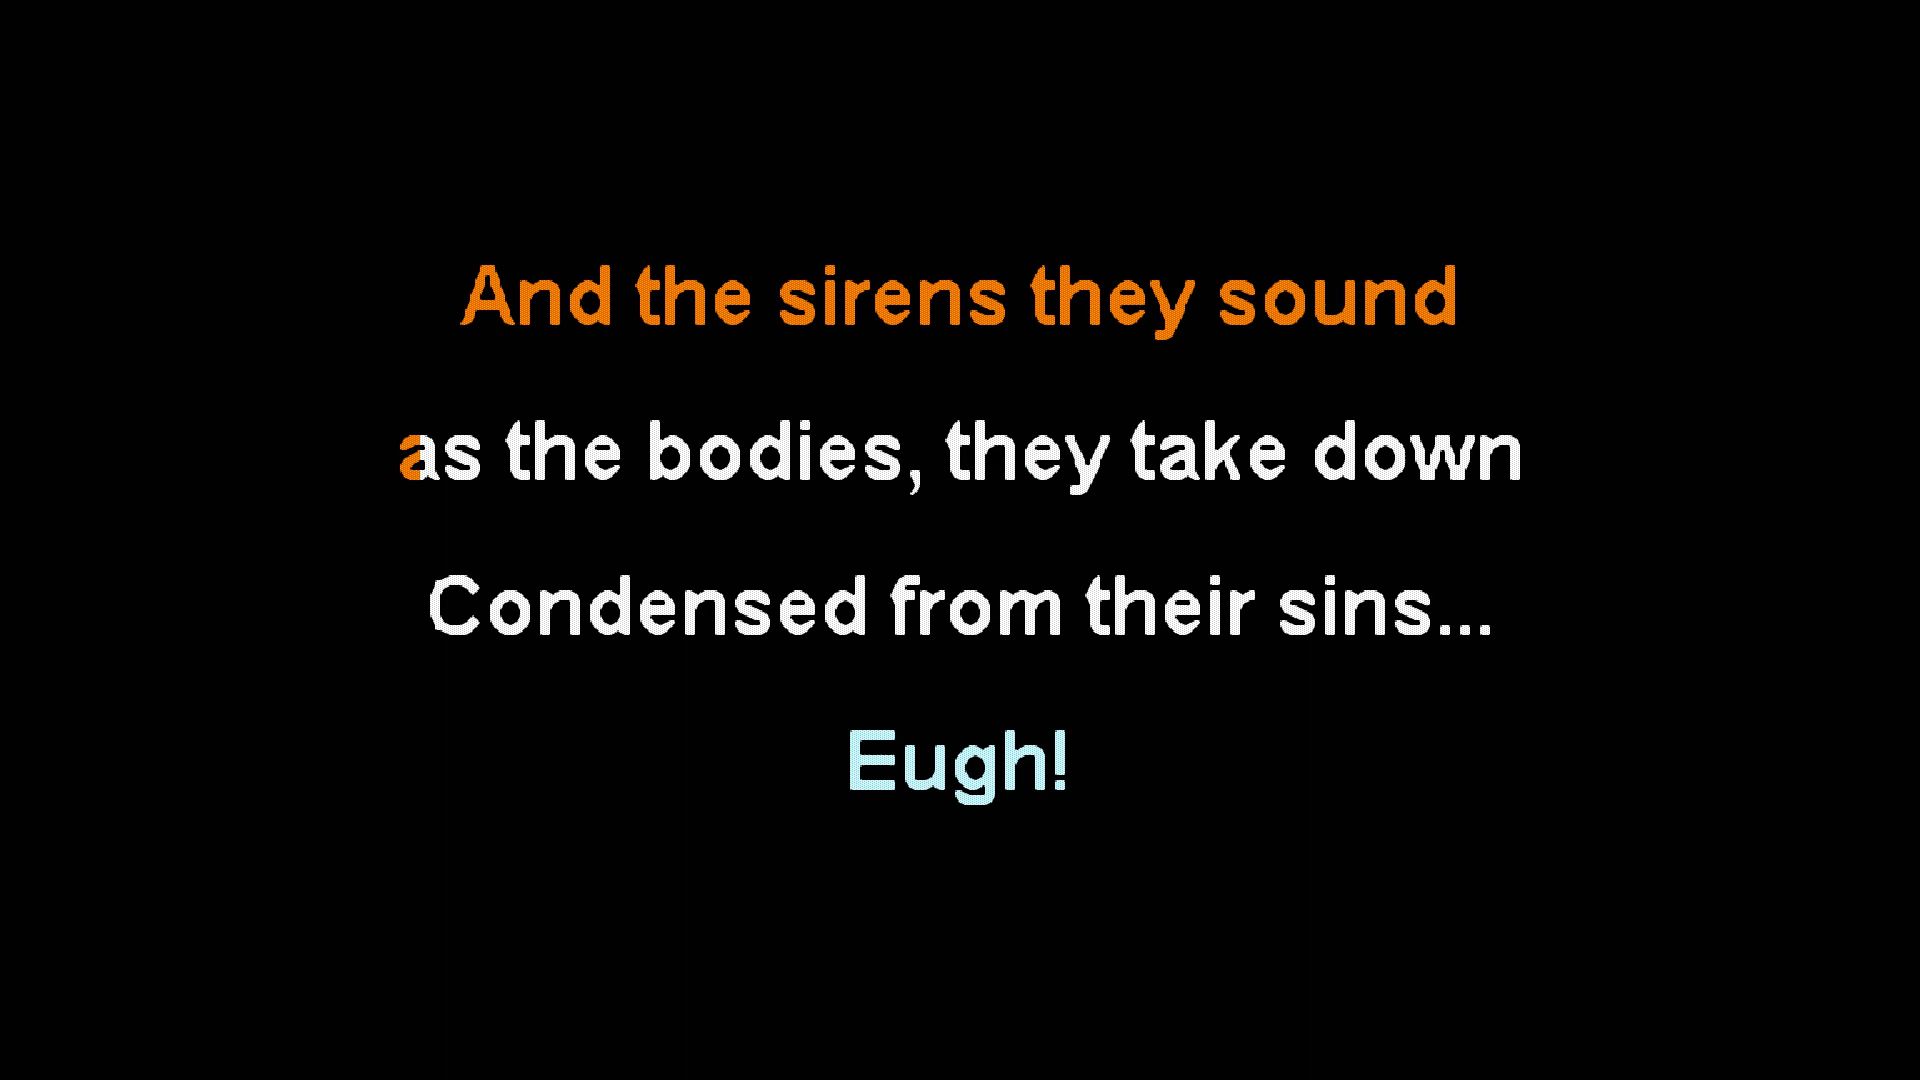 And the sirens they sound
as the bodies, they take down
Condensed from their sins...
Eugh!